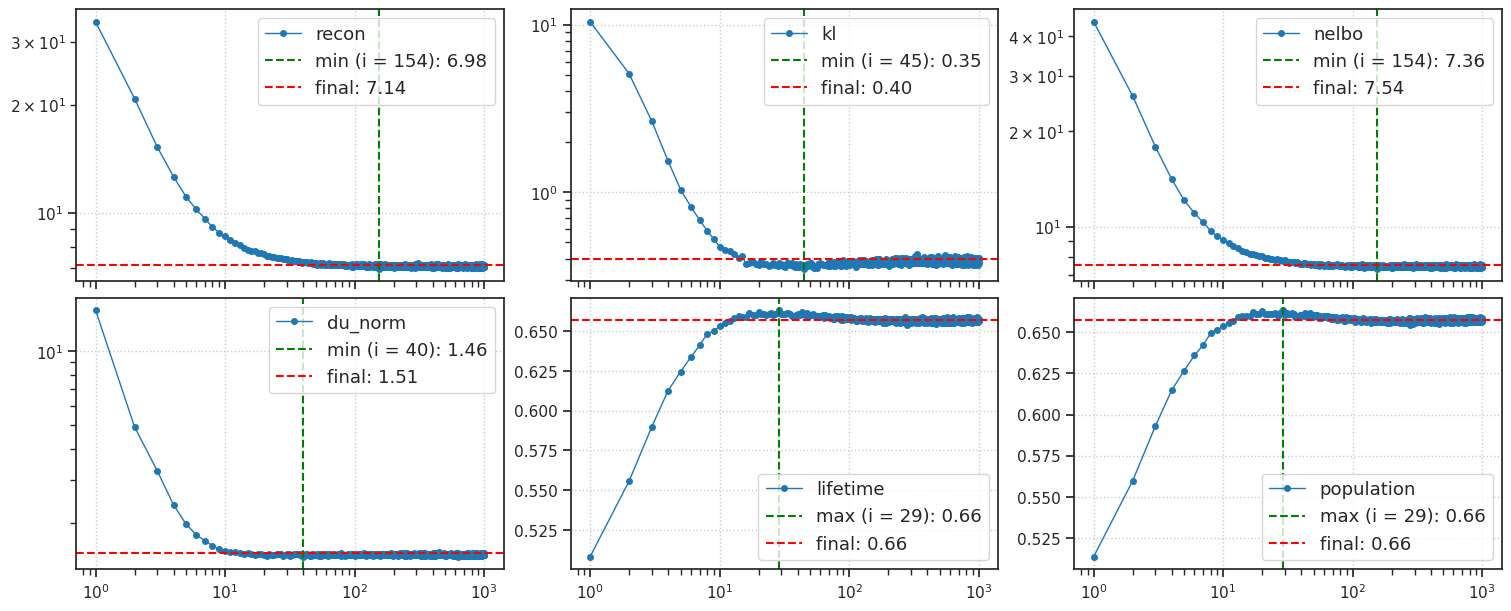 3 × 10¹
2 × 10¹
10¹
recon
min (i = 154): 6.98
final: 7.14
10¹
10⁰
kl
min (i = 45): 0.35
final: 0.40
4 × 10¹
3 × 10¹
2 × 10¹
10¹
nelbo
min (i = 154): 7.36
final: 7.54
10¹
du_norm
min (i = 40): 1.46
final: 1.51
10⁰ 10¹ 10² 10³
0.650
0.625
0.600
0.575
0.550
0.525
lifetime
max (i = 29): 0.66
final: 0.66
10⁰ 10¹ 10² 10³
0.650
0.625
0.600
0.575
0.550
0.525
population
max (i = 29): 0.66
final: 0.66
10⁰ 10¹ 10² 10³